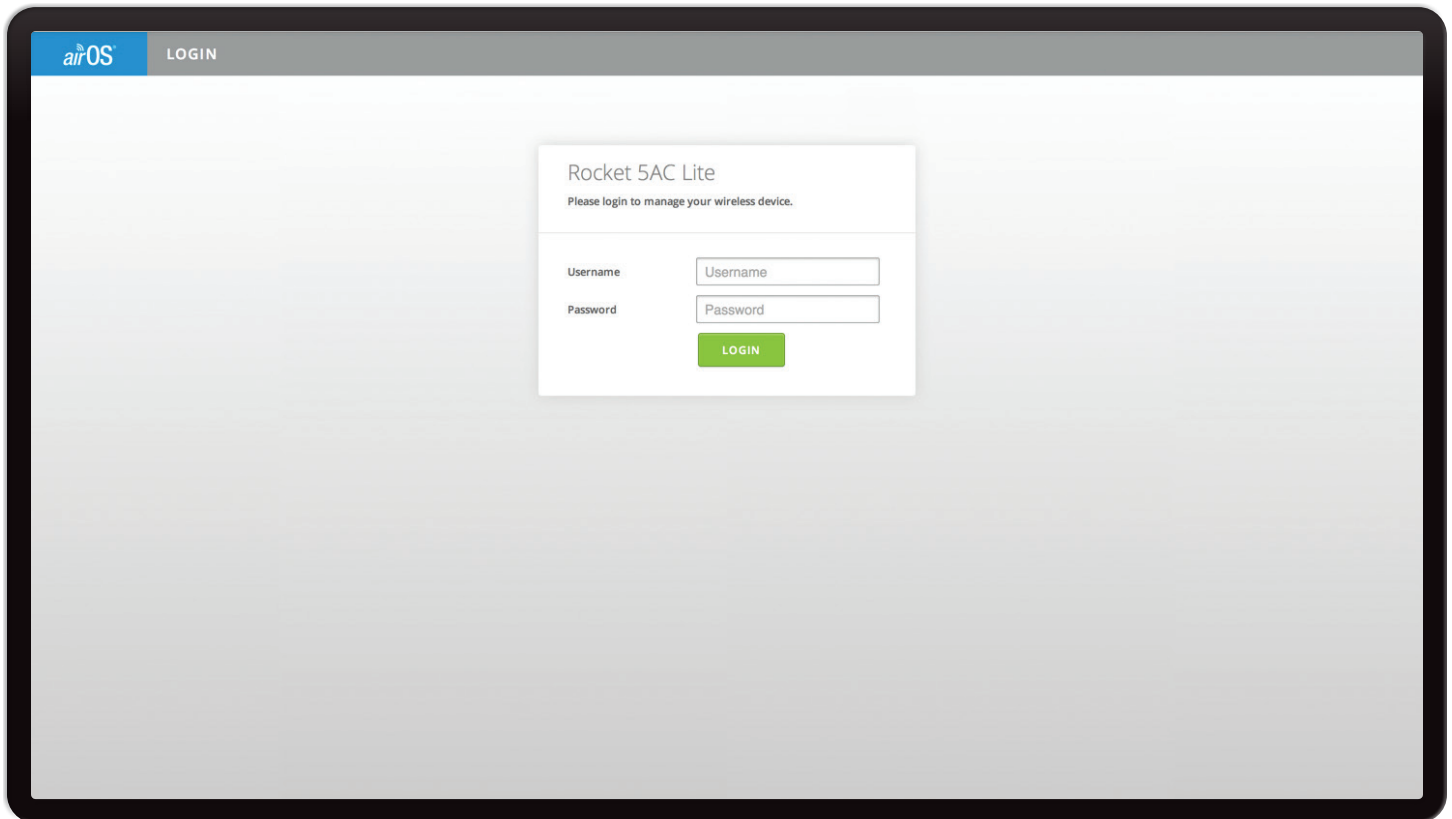 airOS
LOGIN
Rocket 5AC Lite
Please login to manage your wireless device.
Username
Username
Password
Password
LOGIN